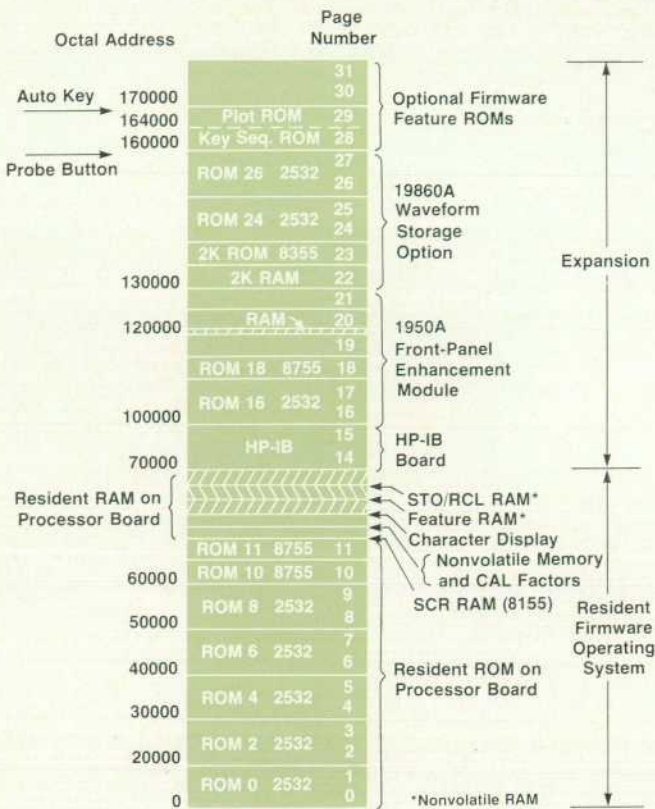 Page
Octal Address Number
31
170000 30
Auto Key
164000 Plot ROM 29
160000 Key Seq. ROM 28
Optional Firmware
Feature ROMs
Probe Button
27
ROM 26 2532 26
25
ROM 24 2532 24
2K ROM 8355 23
130000 2K RAM 22
19860A
Waveform
Storage
Option
Expansion
21
120000 RAM 20
19
ROM 18 8755 18
17
ROM 16 2532 16
100000
1950A
Front-Panel
Enhancement
Module
15
HP-IB
70000 14
HP-IB
Board
Resident RAM on
Processor Board
STO/RCL RAM*
Feature RAM*
Character Display
Nonvolatile Memory
and CAL Factors
SCR RAM (8155)
ROM 11 8755 11
60000 ROM 10 8755 10
9
ROM 8 2532
50000 8
7
ROM 6 2532
40000 6
5
ROM 4 2532
30000 4
3
ROM 2 2532
20000 2
1
ROM 0 2532
0 0
Resident ROM on
Processor Board
Resident
Firmware
Operating
System
*Nonvolatile RAM